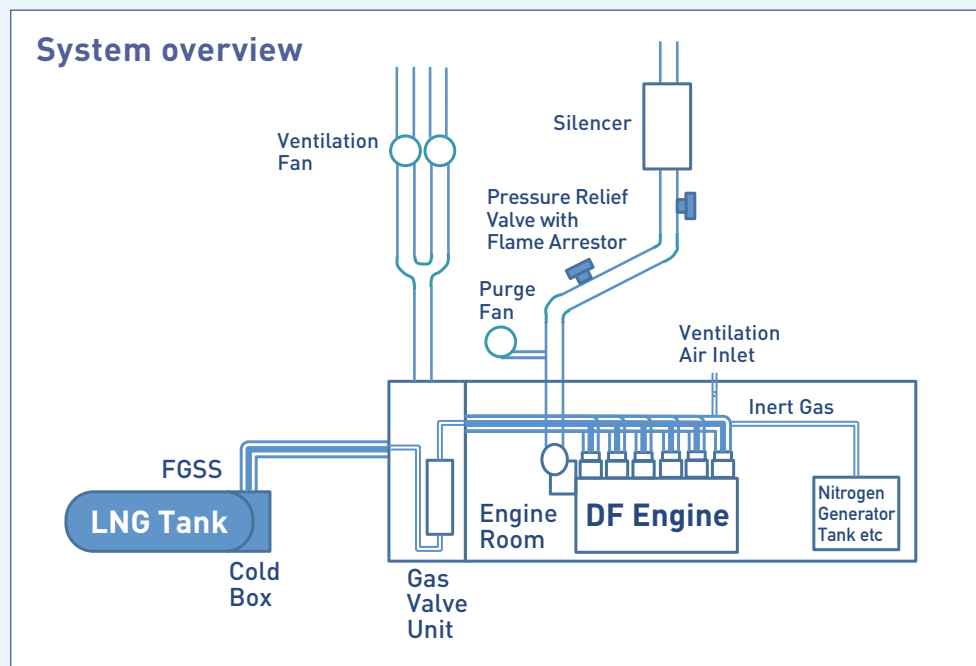 System overview
Ventilation
Fan
Silencer
Pressure Relief
Valve with
Flame Arrestor
Purge
Fan
Ventilation
Air Inlet
Inert Gas
FGSS
LNG Tank
Cold
Box
Gas
Valve
Unit
Engine
Room
DF Engine
Nitrogen
Generator
Tank etc